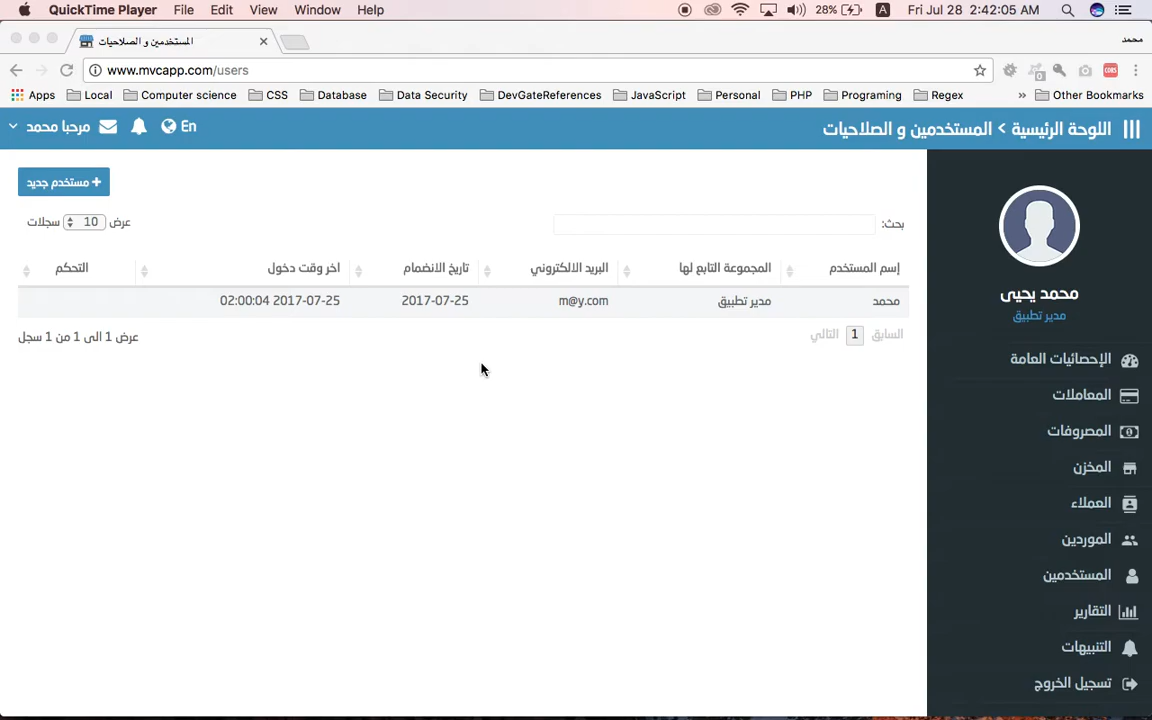 QuickTime Player File Edit View Window Help 28% A Fri Jul 28 2:42:05 AM
المستخدمين و الصلاحيات
محمد
www.mvcapp.com/users
CORS
0
Apps Local Computer science CSS Database Data Security DevGateReferences JavaScript Personal PHP Programing Regex » Other Bookmarks
اللوحة الرئيسية > المستخدمين و الصلاحيات
En
مرحبا محمد
+ مستخدم جديد
بحث:
عرض 10 سجلات
إسم المستخدم المجموعة التابع لها البريد الالكتروني تاريخ الانضمام اخر وقت دخول التحكم
محمد مدير تطبيق m@y.com 2017-07-25 2017-07-25 02:00:04
السابق 1 التالي
عرض 1 الى 1 من 1 سجل
محمد يحيى
مدير تطبيق
الإحصائيات العامة
المعاملات
المصروفات
المخزن
العملاء
الموردين
المستخدمين
التقارير
التنبيهات
تسجيل الخروج